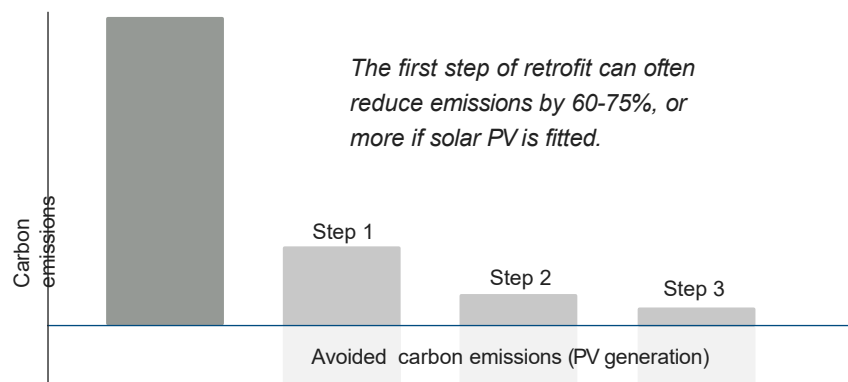 The first step of retrofit can often
reduce emissions by 60-75%, or
more if solar PV is fitted.
Carbon
emissions
Step 1
Step 2
Step 3
Avoided carbon emissions (PV generation)